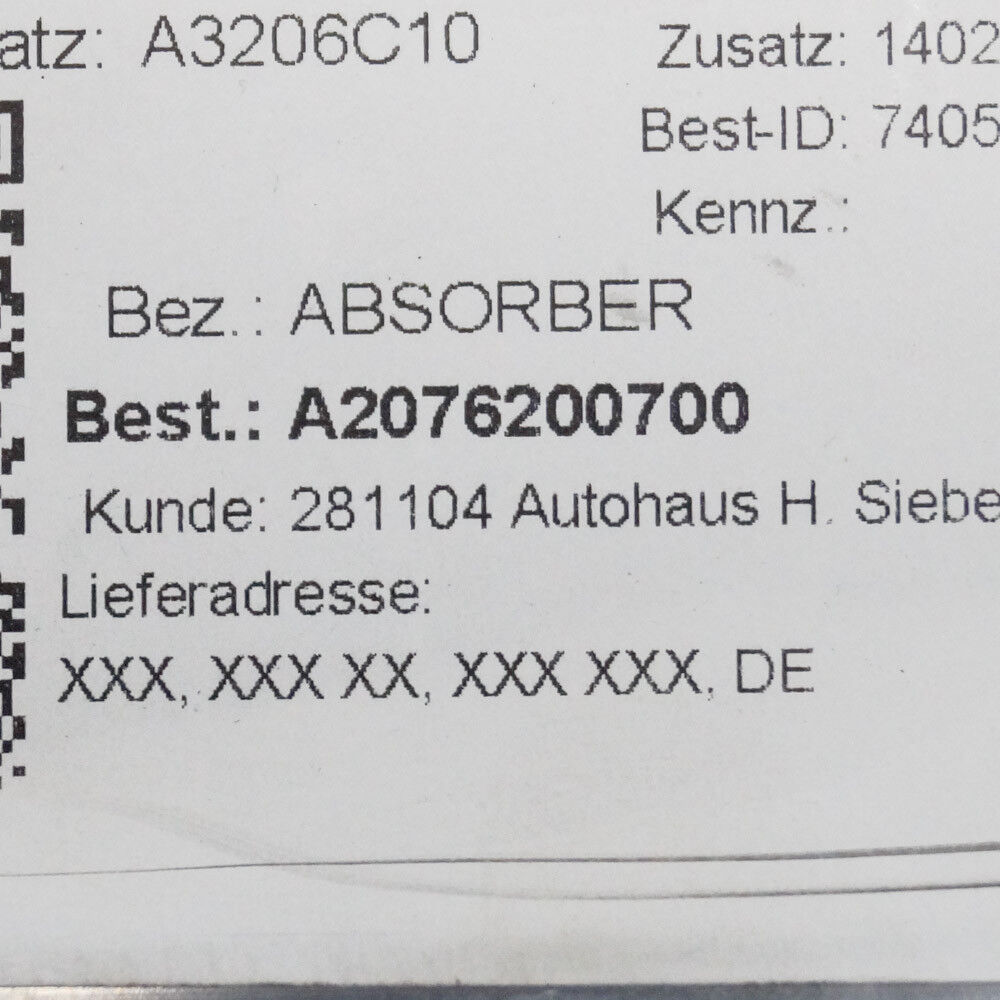 atz: A3206C10
Zusatz: 1402
Best-ID: 7405
Kennz.:
Bez.: ABSORBER
Best.: A2076200700
Kunde: 281104 Autohaus H. Siebe
Lieferadresse:
XXX, XXX XX, XXX XXX, DE